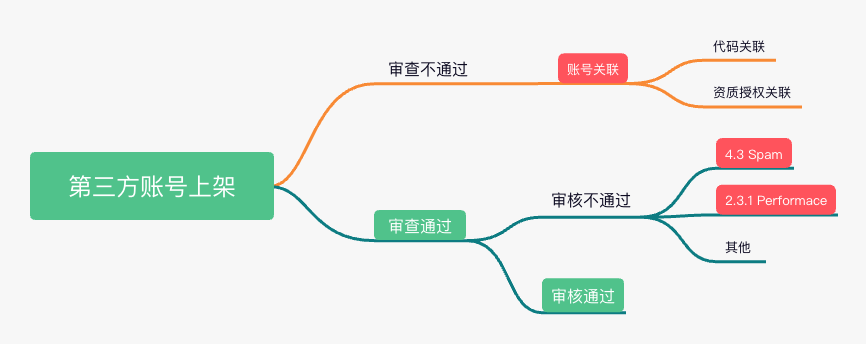 第三方账号上架
审查不通过
账号关联
代码关联
资质授权关联
审查通过
审核不通过
4.3 Spam
2.3.1 Performace
其他
审核通过